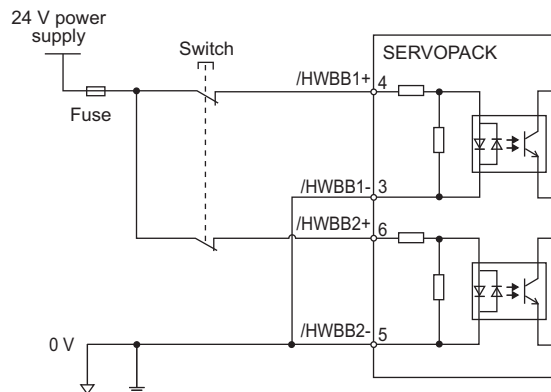 24 V power
supply
Switch
SERVOPACK
/HWBB1+
4
Fuse
/HWBB1-
3
/HWBB2+
6
/HWBB2-
5
0 V